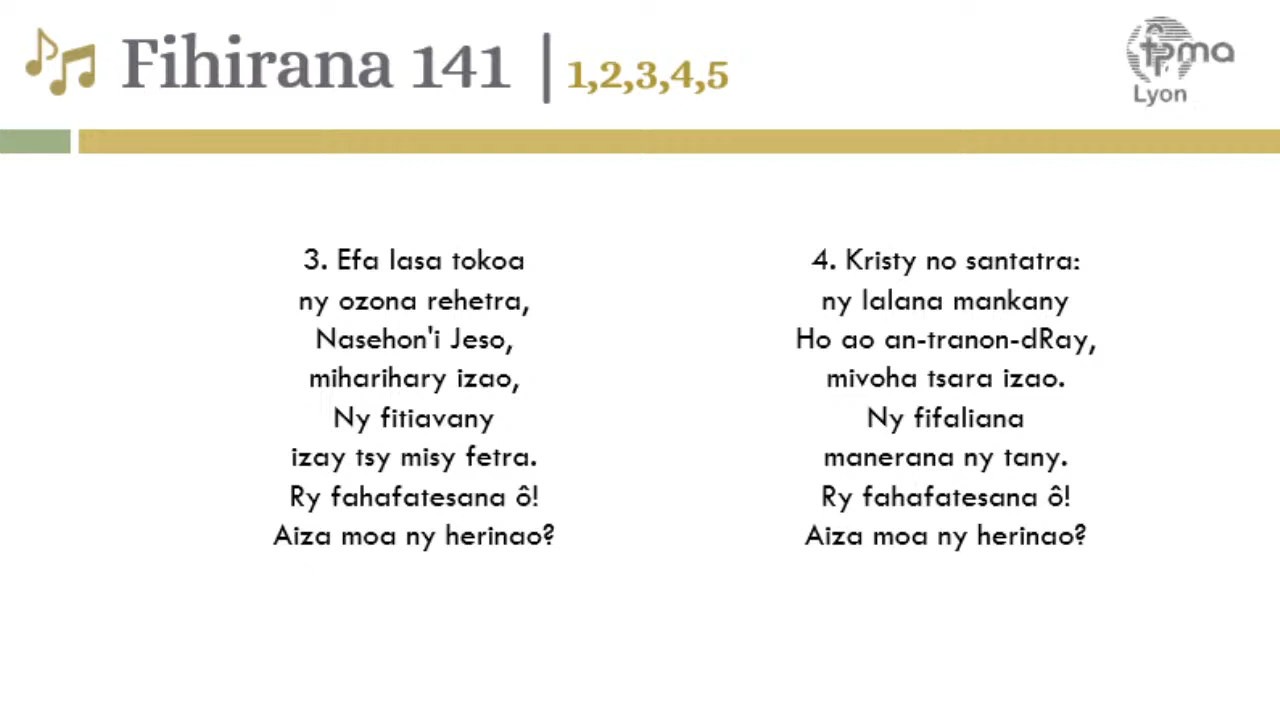 Fihirana 141 | 1,2,3,4,5
fpma
Lyon
3. Efa lasa tokoa
ny ozona rehetra,
Nasehon'i Jeso,
miharihary izao,
Ny fitiavany
izay tsy misy fetra.
Ry fahafatesana ô!
Aiza moa ny herinao?
4. Kristy no santatra:
ny lalana mankany
Ho ao an-tranon-dRay,
mivoha tsara izao.
Ny fifaliana
manerana ny tany.
Ry fahafatesana ô!
Aiza moa ny herinao?